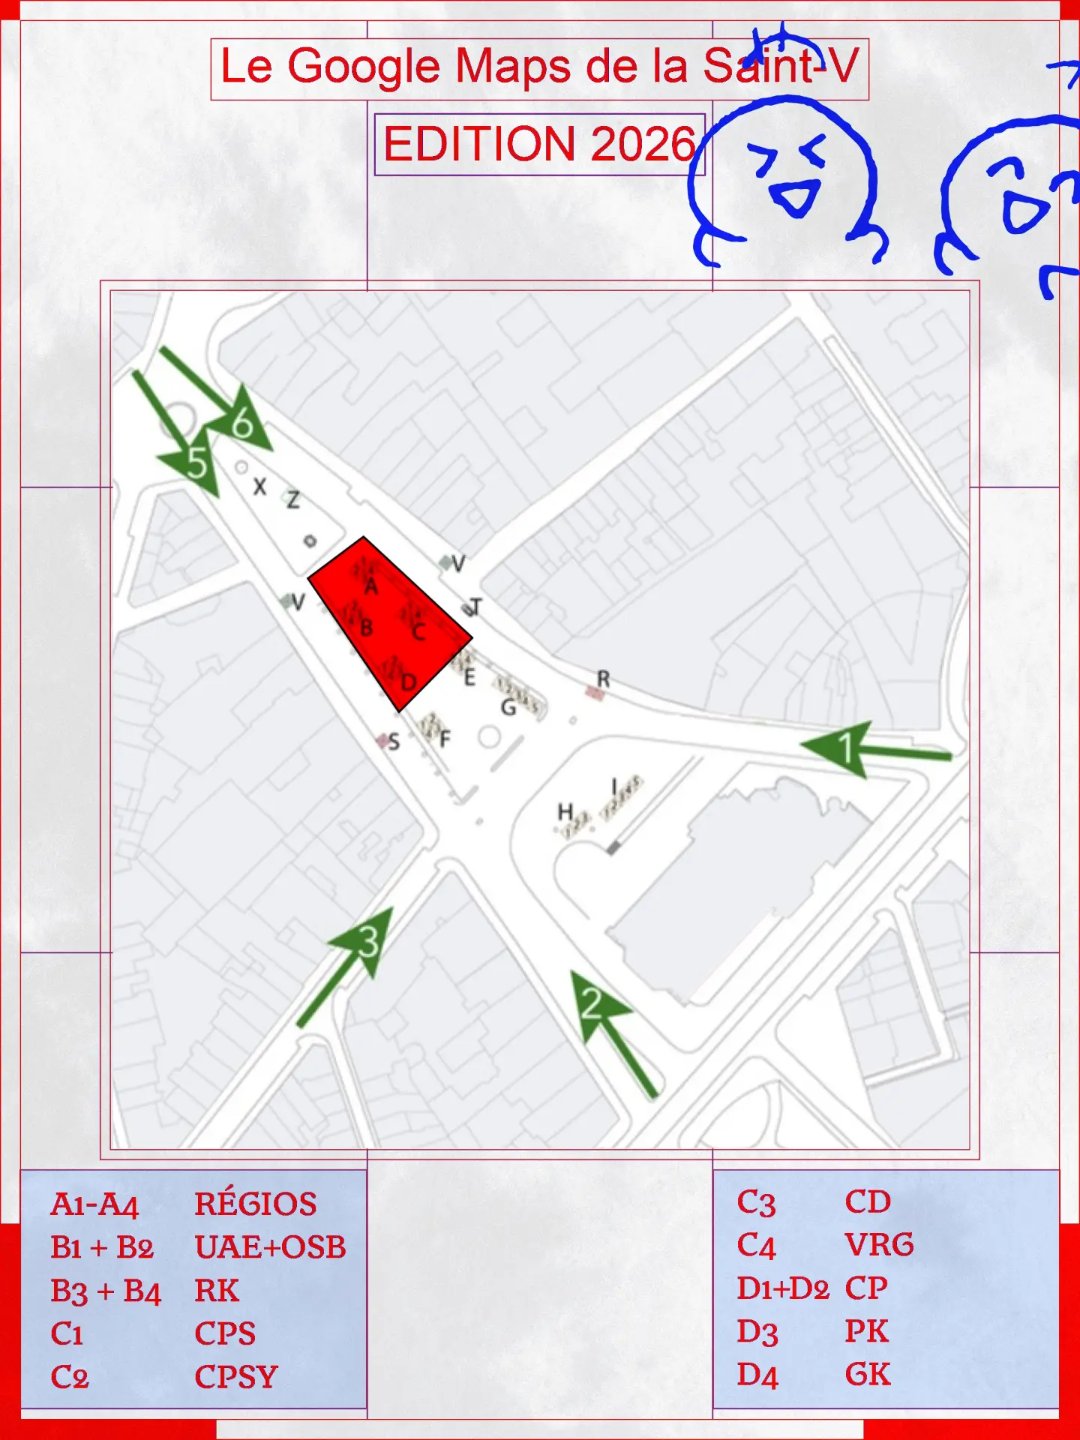 Le Google Maps de la Saint-V
EDITION 2026
6
5
X
Z
V
V
A
T
B
C
E
D
R
G
S
F
1
I
H
3
2
A1-A4 RÉGIOS
B1 + B2 UAE+OSB
B3 + B4 RK
C1 CPS
C2 CPSY
C3 CD
C4 VRG
D1+D2 CP
D3 PK
D4 GK